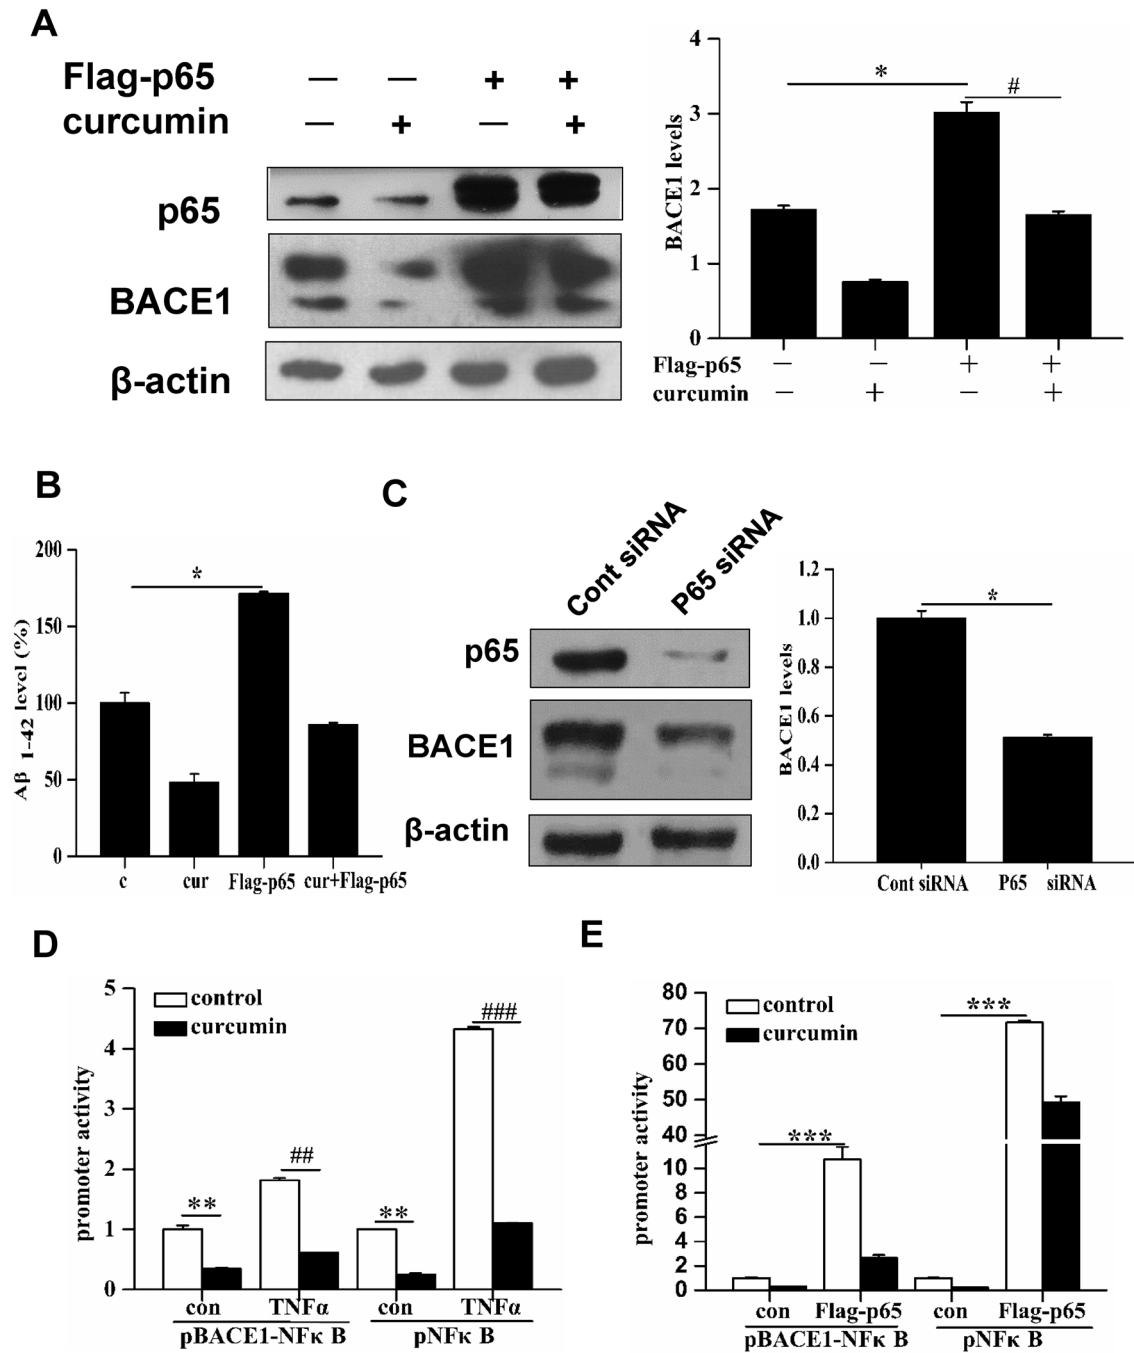 A
Flag-p65 — — + +
curcumin — + — +
p65
BACE1
β-actin
4
3
2
1
0
BACE1 levels
*
#
Flag-p65 — — + +
curcumin — + — +
B
200
150
100
50
0
Aβ 1-42 level (%)
*
c cur Flag-p65 cur+Flag-p65
C
Cont siRNA P65 siRNA
p65
BACE1
β-actin
1.2
1.0
0.8
0.6
0.4
0.2
0.0
BACE1 levels
*
Cont siRNA P65 siRNA
D
5
4
3
2
1
0
promoter activity
control
curcumin
**
##
**
###
con TNFα con TNFα
pBACE1-NFκ B pNFκ B
E
80
70
60
50
40
10
8
6
4
2
0
promoter activity
control
curcumin
***
***
con Flag-p65 con Flag-p65
pBACE1-NFκ B pNFκ B